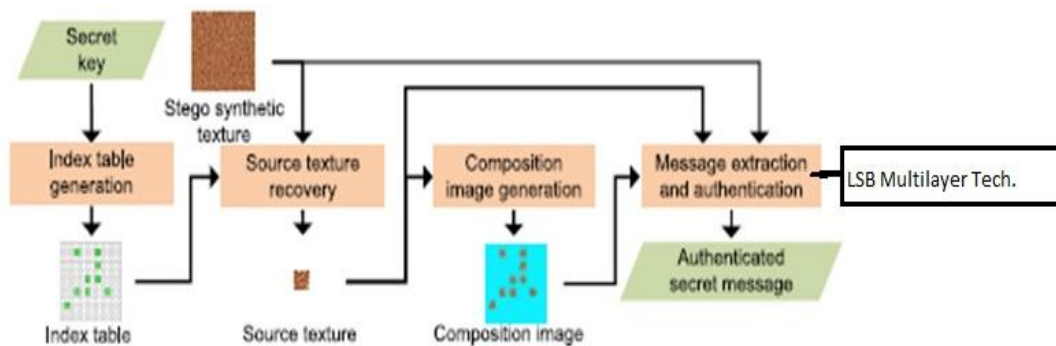 Secret
key
Stego synthetic
texture
Index table
generation
Source texture
recovery
Composition
image generation
Message extraction
and authentication
LSB Multilayer Tech.
Authenticated
secret message
Index table
Source texture
Composition image